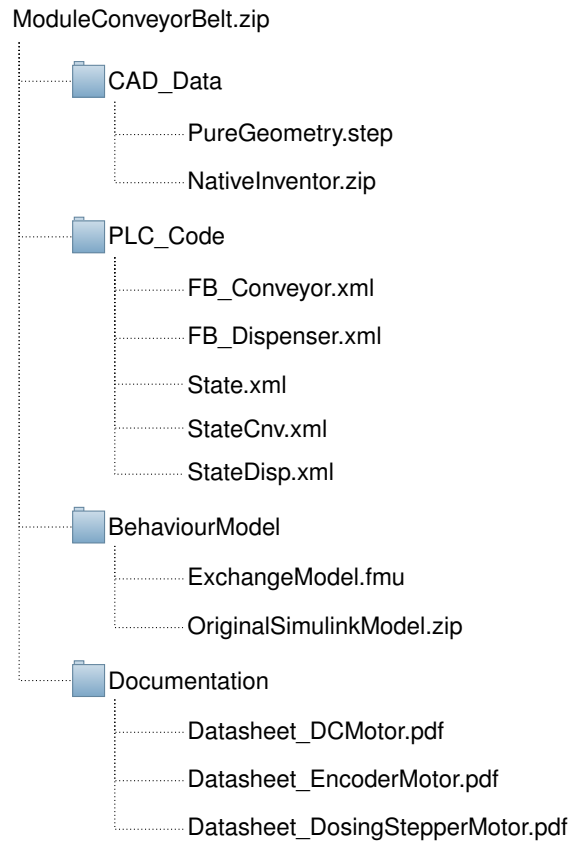 ModuleConveyorBelt.zip
CAD_Data
PureGeometry.step
NativeInventor.zip
PLC_Code
FB_Conveyor.xml
FB_Dispenser.xml
State.xml
StateCnv.xml
StateDisp.xml
BehaviourModel
ExchangeModel.fmu
OriginalSimulinkModel.zip
Documentation
Datasheet_DCMotor.pdf
Datasheet_EncoderMotor.pdf
Datasheet_DosingStepperMotor.pdf